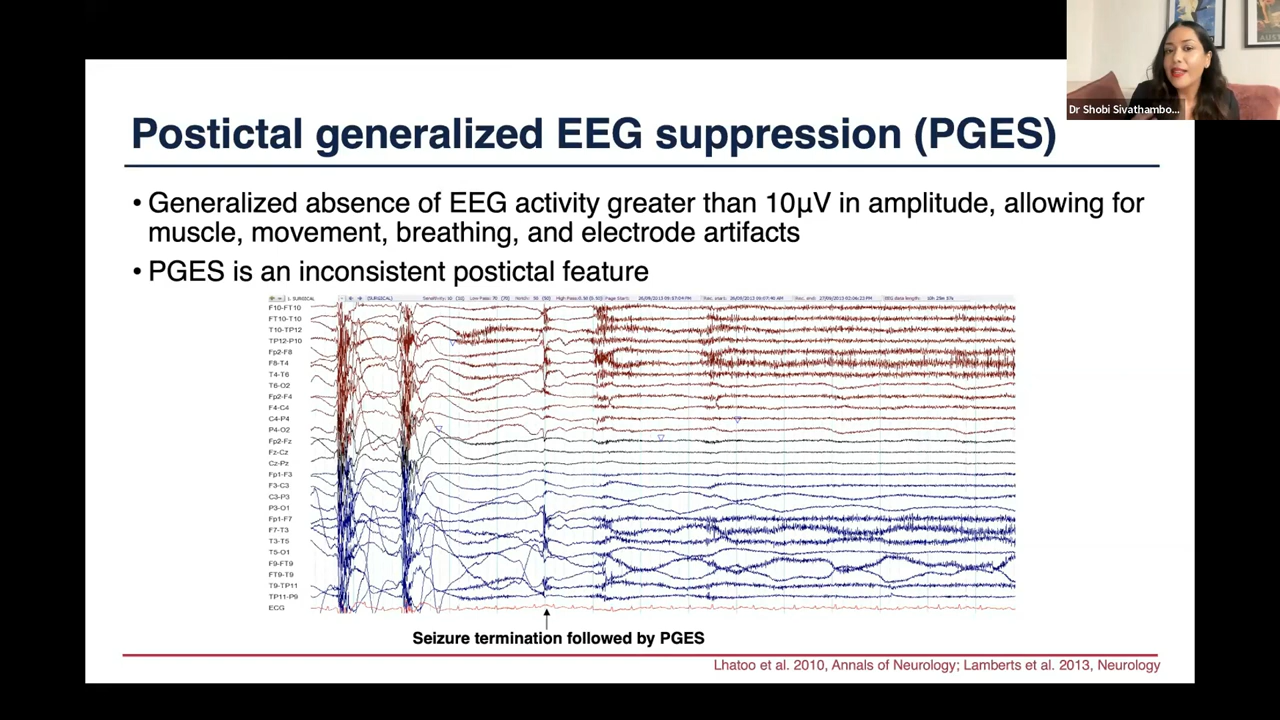 Dr Shobi Sivathambo...
Postictal generalized EEG suppression (PGES)
• Generalized absence of EEG activity greater than 10µV in amplitude, allowing for
muscle, movement, breathing, and electrode artifacts
• PGES is an inconsistent postictal feature
F10-FT10
FT10-T10
T10-TP12
TP12-P10
Fp2-F8
F8-T4
T4-T6
T6-O2
Fp2-F4
F4-C4
C4-P4
P4-O2
Fp2-Fz
Fz-Cz
Cz-Pz
Fp1-F3
F3-C3
C3-P3
P3-O1
Fp1-F7
F7-T3
T3-T5
T5-O1
F9-FT9
FT9-T9
T9-TP11
TP11-P9
ECG
Seizure termination followed by PGES
Lhatoo et al. 2010, Annals of Neurology; Lamberts et al. 2013, Neurology